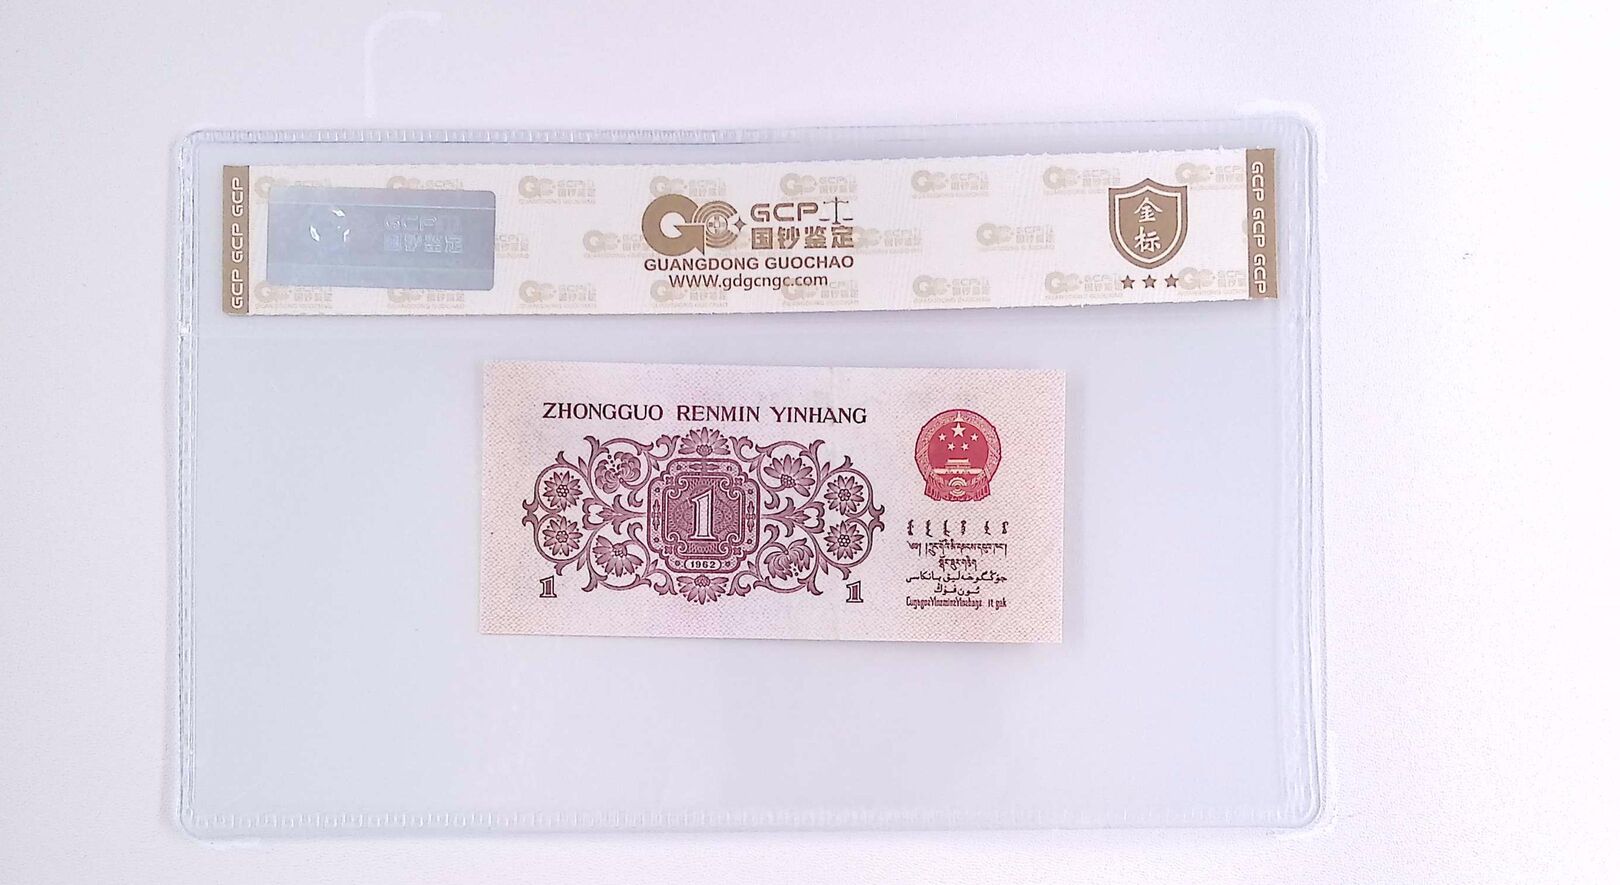 GCP GCP GCP
GCP
国钞鉴定
GCP
国钞鉴定
GUANGDONG GUOCHAO
WWW.gdgcngc.com
金
标
GCP GCP GCP
ZHONGGUO RENMIN YINHANG
1
1962
1
1